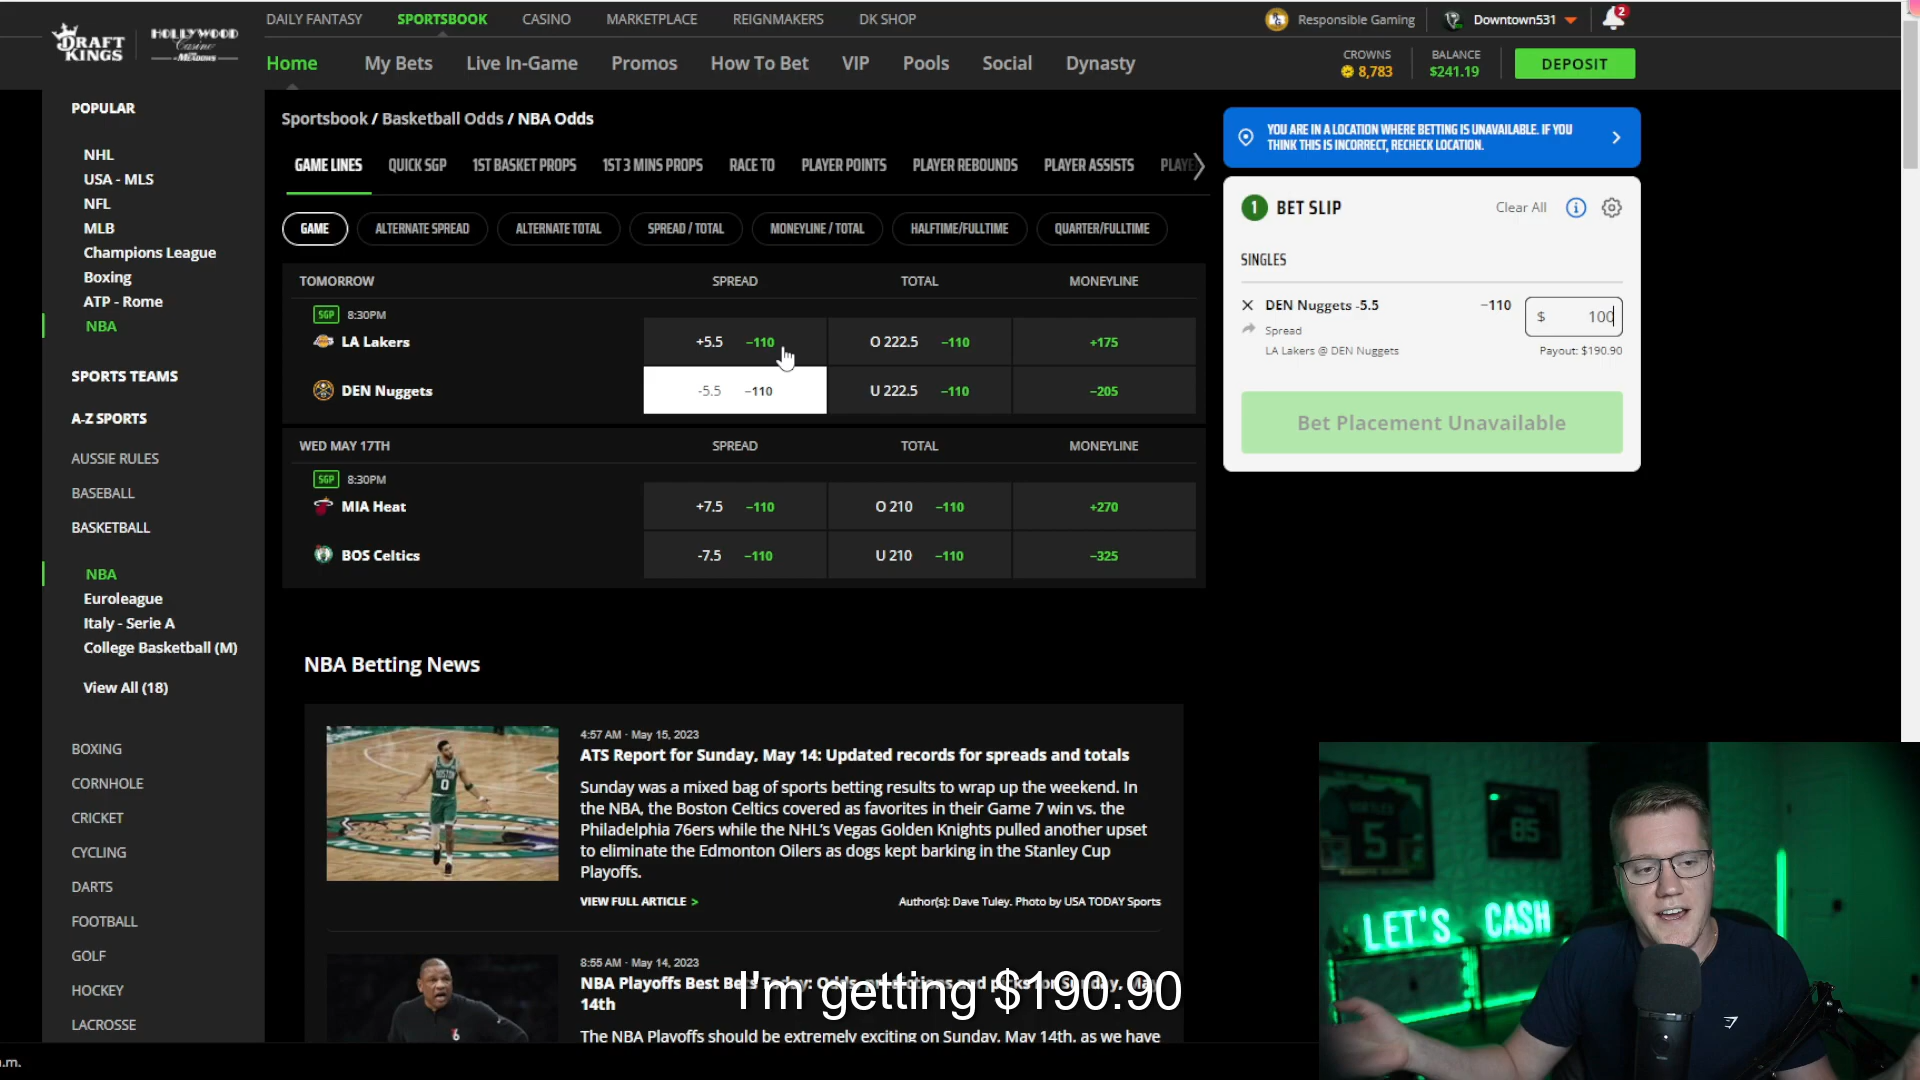 DRAFT KINGS
HOLLYWOOD Casino AT THE MEADOWS
DAILY FANTASY SPORTSBOOK CASINO MARKETPLACE REIGNMAKERS DK SHOP
Responsible Gaming Downtown531 2
Home My Bets Live In-Game Promos How To Bet VIP Pools Social Dynasty
CROWNS 8,783
BALANCE $241.19
DEPOSIT
POPULAR
NHL
USA - MLS
NFL
MLB
Champions League
Boxing
ATP - Rome
NBA
SPORTS TEAMS
A-Z SPORTS
AUSSIE RULES
BASEBALL
BASKETBALL
NBA
Euroleague
Italy - Serie A
College Basketball (M)
View All (18)
BOXING
CORNHOLE
CRICKET
CYCLING
DARTS
FOOTBALL
GOLF
HOCKEY
LACROSSE
a.m.
Sportsbook / Basketball Odds / NBA Odds
GAME LINES QUICK SGP 1ST BASKET PROPS 1ST 3 MINS PROPS RACE TO PLAYER POINTS PLAYER REBOUNDS PLAYER ASSISTS PLAYE
GAME ALTERNATE SPREAD ALTERNATE TOTAL SPREAD / TOTAL MONEYLINE / TOTAL HALFTIME/FULLTIME QUARTER/FULLTIME
TOMORROW SPREAD TOTAL MONEYLINE
SGP 8:30PM
LA Lakers +5.5 −110 O 222.5 −110 +175
DEN Nuggets -5.5 −110 U 222.5 −110 −205
WED MAY 17TH SPREAD TOTAL MONEYLINE
SGP 8:30PM
MIA Heat +7.5 −110 O 210 −110 +270
BOS Celtics -7.5 −110 U 210 −110 −325
NBA Betting News
4:57 AM · May 15, 2023
ATS Report for Sunday, May 14: Updated records for spreads and totals
Sunday was a mixed bag of sports betting results to wrap up the weekend. In
the NBA, the Boston Celtics covered as favorites in their Game 7 win vs. the
Philadelphia 76ers while the NHL's Vegas Golden Knights pulled another upset
to eliminate the Edmonton Oilers as dogs kept barking in the Stanley Cup
Playoffs.
VIEW FULL ARTICLE > Author(s): Dave Tuley. Photo by USA TODAY Sports
8:55 AM · May 14, 2023
NBA Playoffs Best Bets Today: Odds, predictions and picks for Sunday, May
14th
The NBA Playoffs should be extremely exciting on Sunday, May 14th, as we have
YOU ARE IN A LOCATION WHERE BETTING IS UNAVAILABLE. IF YOU
THINK THIS IS INCORRECT, RECHECK LOCATION.
1 BET SLIP Clear All
SINGLES
DEN Nuggets -5.5 −110 $ 100
Spread
LA Lakers @ DEN Nuggets Payout: $190.90
Bet Placement Unavailable
5
85
LET'S CASH
I'm getting $190.90